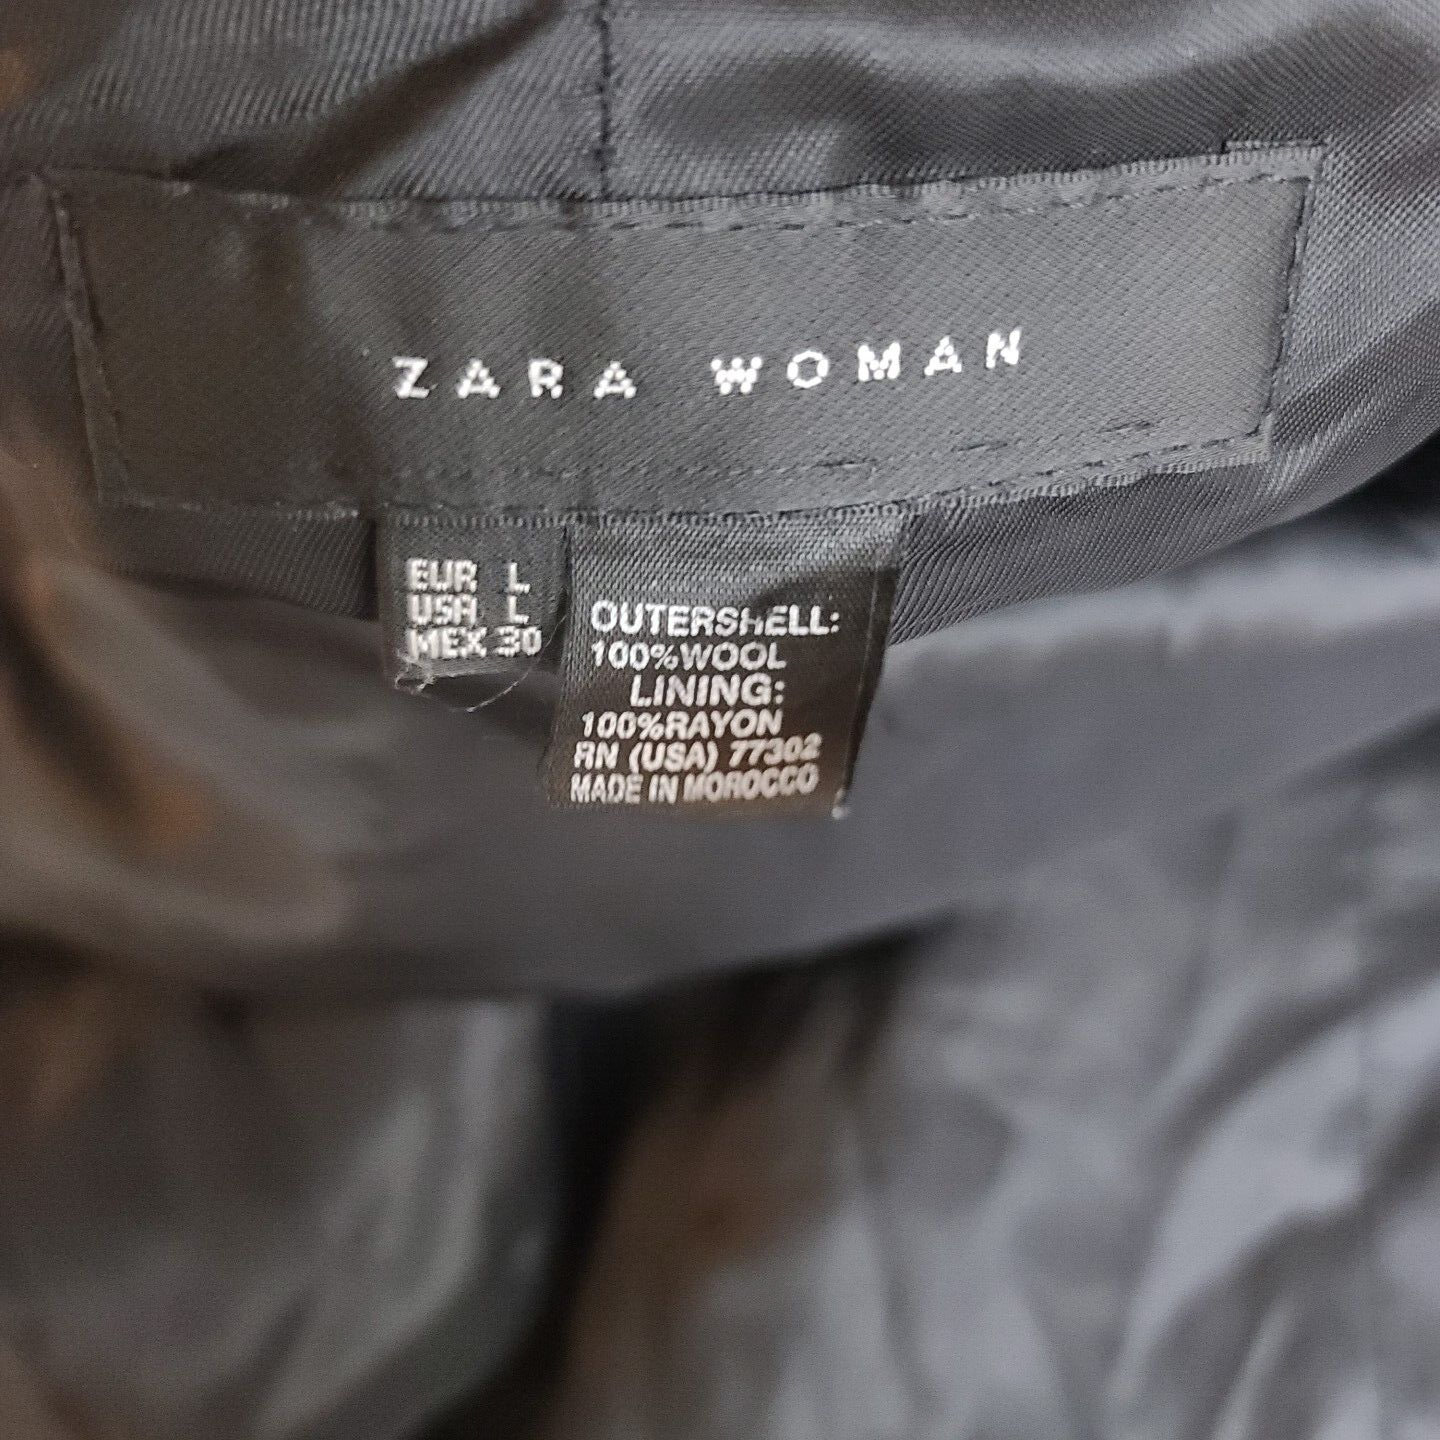 ZARA WOMAN
EUR L
USA L
MEX 30
OUTERSHELL:
100%WOOL
LINING:
100%RAYON
RN (USA) 77302
MADE IN MOROCCO